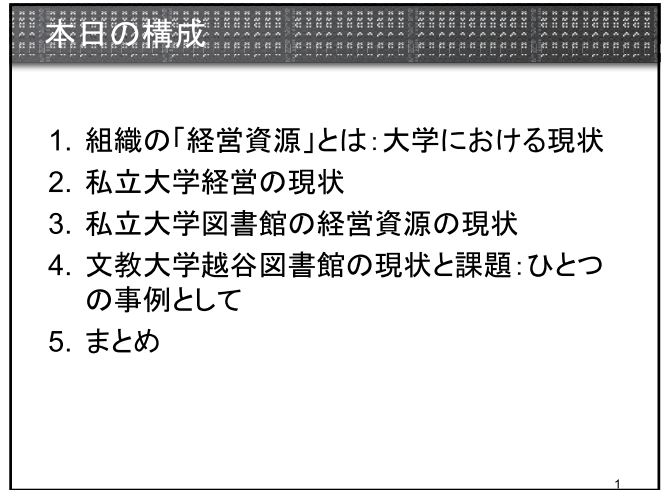 本日の構成
1. 組織の「経営資源」とは：大学における現状
2. 私立大学経営の現状
3. 私立大学図書館の経営資源の現状
4. 文教大学越谷図書館の現状と課題：ひとつ
の事例として
5. まとめ
1